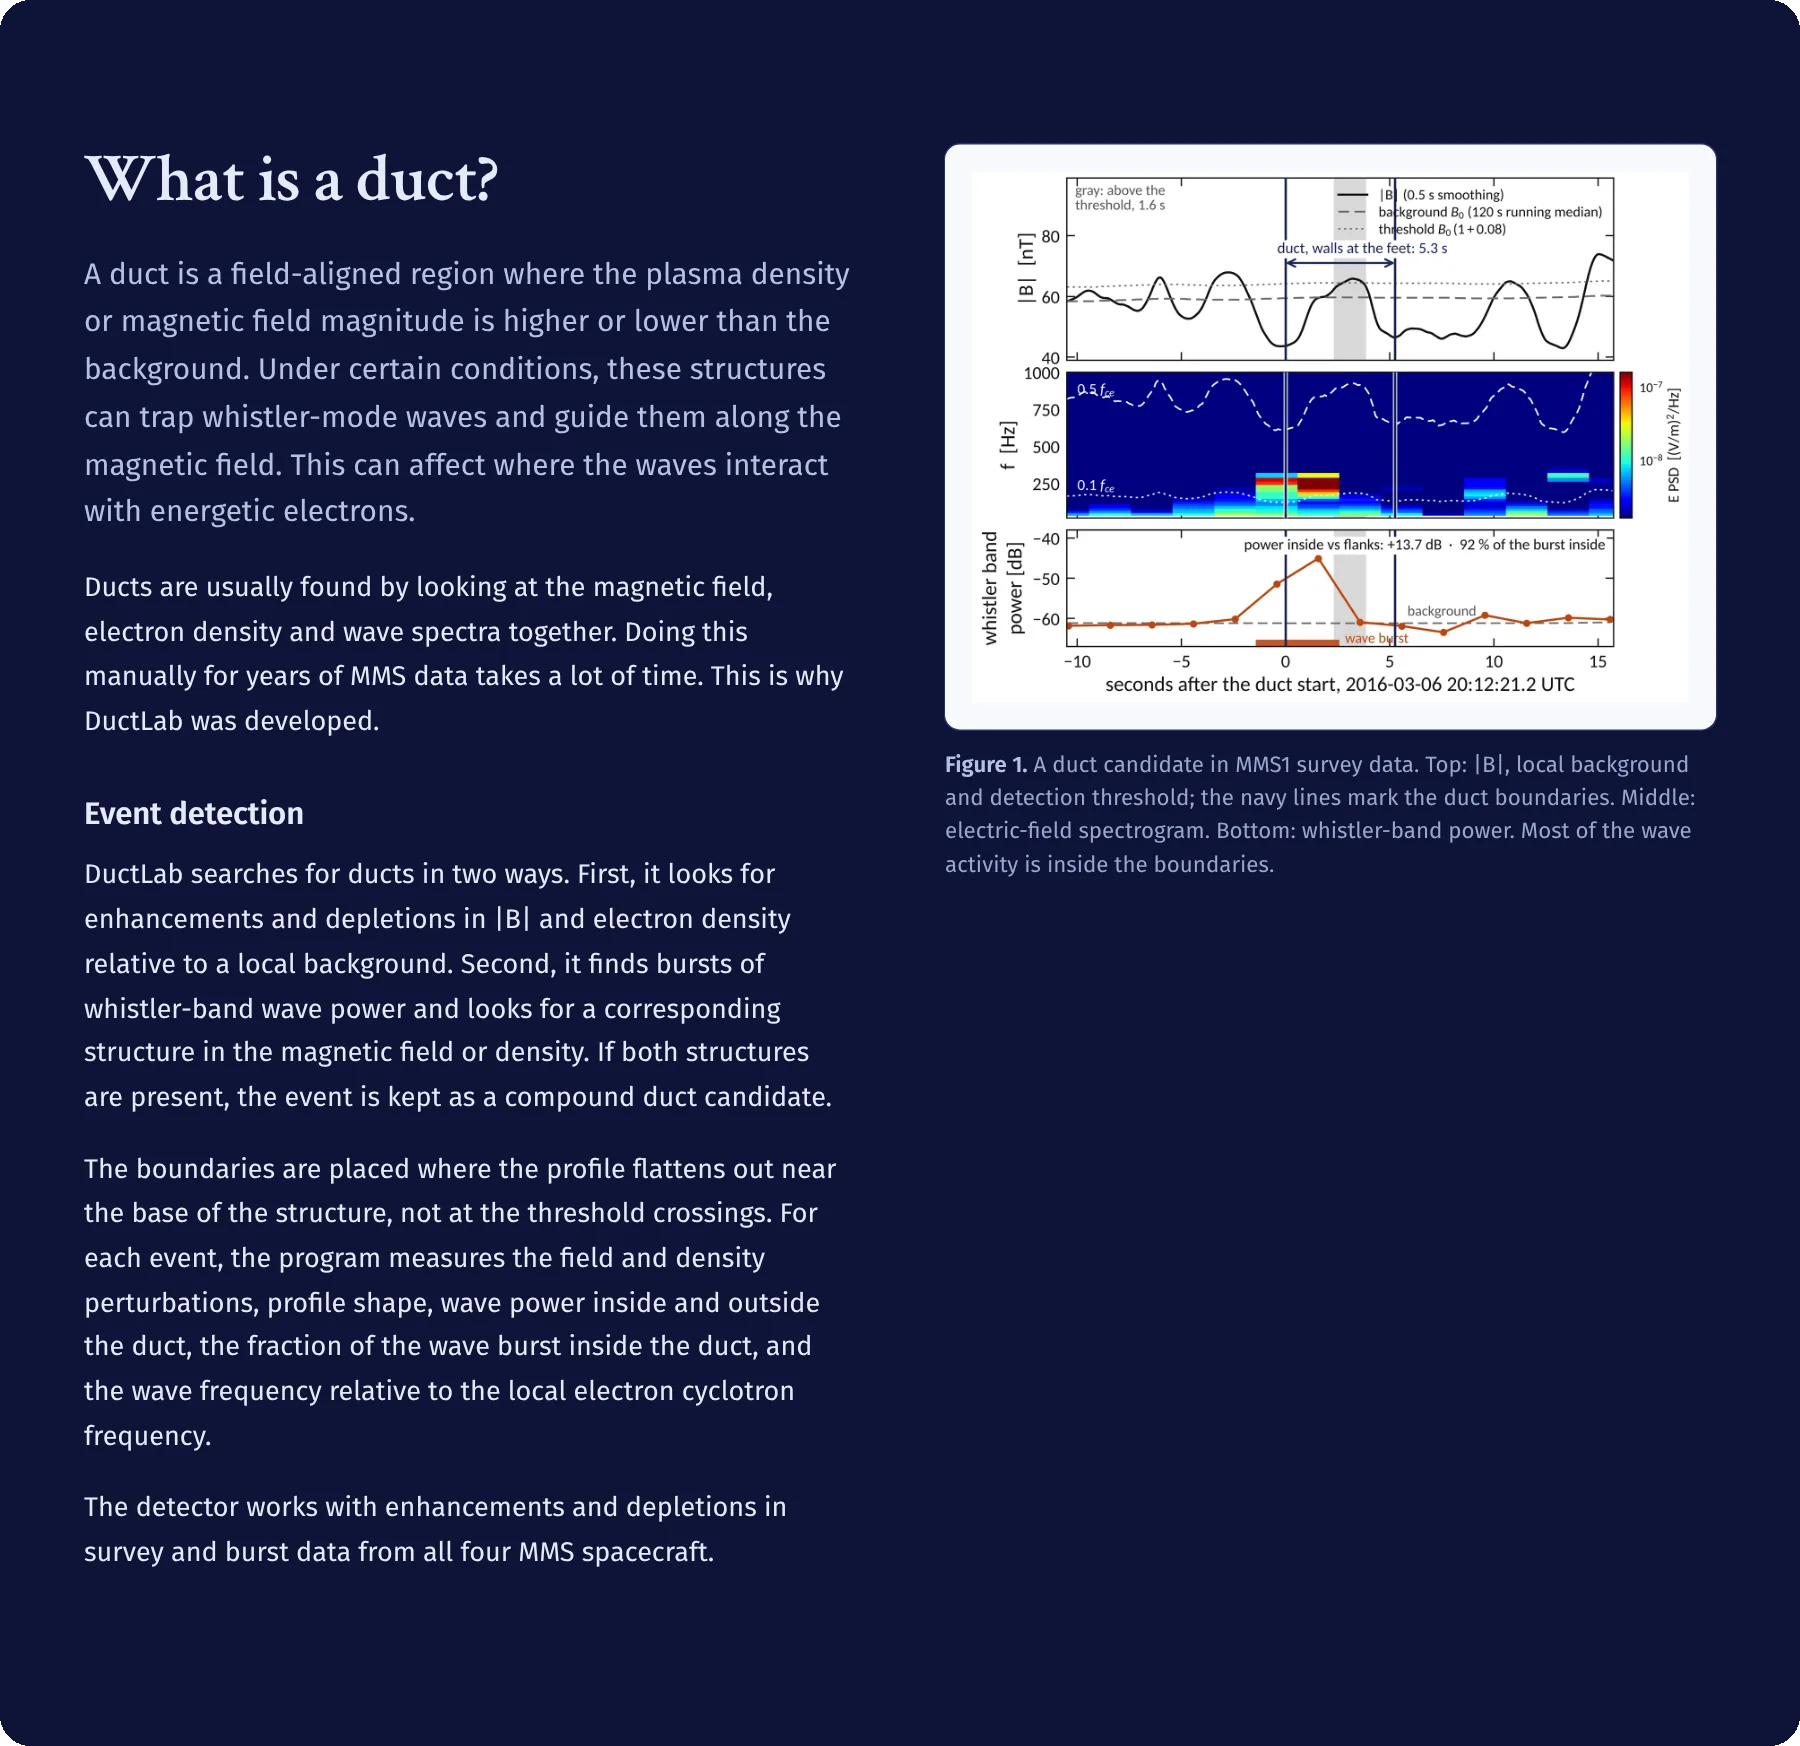 What is a duct?
A duct is a field-aligned region where the plasma density
or magnetic field magnitude is higher or lower than the
background. Under certain conditions, these structures
can trap whistler-mode waves and guide them along the
magnetic field. This can affect where the waves interact
with energetic electrons.
Ducts are usually found by looking at the magnetic field,
electron density and wave spectra together. Doing this
manually for years of MMS data takes a lot of time. This is why
DuctLab was developed.
Event detection
DuctLab searches for ducts in two ways. First, it looks for
enhancements and depletions in |B| and electron density
relative to a local background. Second, it finds bursts of
whistler-band wave power and looks for a corresponding
structure in the magnetic field or density. If both structures
are present, the event is kept as a compound duct candidate.
The boundaries are placed where the profile flattens out near
the base of the structure, not at the threshold crossings. For
each event, the program measures the field and density
perturbations, profile shape, wave power inside and outside
the duct, the fraction of the wave burst inside the duct, and
the wave frequency relative to the local electron cyclotron
frequency.
The detector works with enhancements and depletions in
survey and burst data from all four MMS spacecraft.
gray: above the
threshold, 1.6 s
|B| (0.5 s smoothing)
background B₀ (120 s running median)
threshold B₀ (1+0.08)
duct, walls at the feet: 5.3 s
|B| [nT]
80
60
40
1000
750
500
250
f [Hz]
0.5 fce
0.1 fce
10⁻⁷
10⁻⁸
E PSD [(V/m)²/Hz]
whistler band
power [dB]
−40
−50
−60
power inside vs flanks: +13.7 dB · 92 % of the burst inside
background
wave burst
−10 −5 0 5 10 15
seconds after the duct start, 2016-03-06 20:12:21.2 UTC
Figure 1. A duct candidate in MMS1 survey data. Top: |B|, local background
and detection threshold; the navy lines mark the duct boundaries. Middle:
electric-field spectrogram. Bottom: whistler-band power. Most of the wave
activity is inside the boundaries.